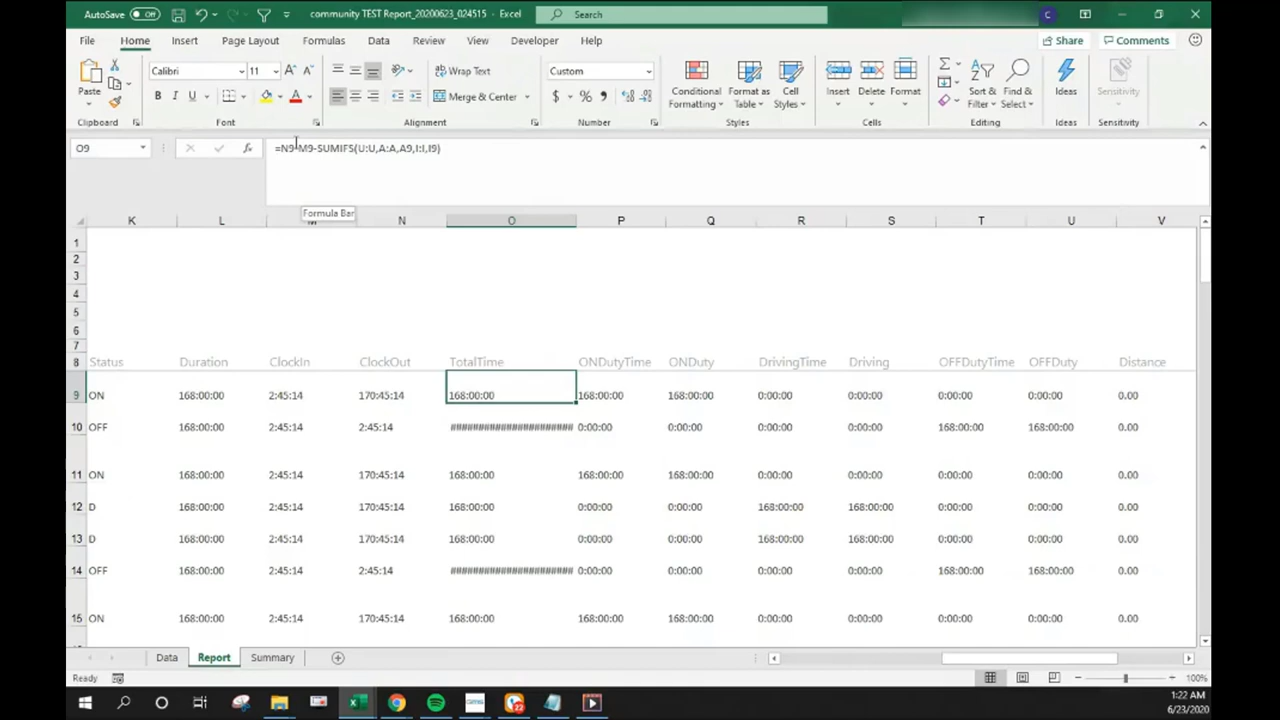 AutoSave Off community TEST Report_20200623_024515 - Excel Search C
File Home Insert Page Layout Formulas Data Review View Developer Help Share Comments
Paste Calibri 11 A A Wrap Text Custom Conditional Formatting Format as Table Cell Styles Insert Delete Format Sort & Filter Find & Select Ideas Sensitivity
B I U A Merge & Center $ % ,
Clipboard Font Alignment Number Styles Cells Editing Ideas Sensitivity
O9 fx =N9-M9-SUMIFS(U:U,A:A,A9,I:I,I9)
Formula Bar
K L M N O P Q R S T U V
1
2
3
4
5
6
7
8 Status Duration ClockIn ClockOut TotalTime ONDutyTime ONDuty DrivingTime Driving OFFDutyTime OFFDuty Distance
9 ON 168:00:00 2:45:14 170:45:14 168:00:00 168:00:00 168:00:00 0:00:00 0:00:00 0:00:00 0:00:00 0.00
10 OFF 168:00:00 2:45:14 2:45:14 ###################### 0:00:00 0:00:00 0:00:00 0:00:00 168:00:00 168:00:00 0.00
11 ON 168:00:00 2:45:14 170:45:14 168:00:00 168:00:00 168:00:00 0:00:00 0:00:00 0:00:00 0:00:00 0.00
12 D 168:00:00 2:45:14 170:45:14 168:00:00 0:00:00 0:00:00 168:00:00 168:00:00 0:00:00 0:00:00 0.00
13 D 168:00:00 2:45:14 170:45:14 168:00:00 0:00:00 0:00:00 168:00:00 168:00:00 0:00:00 0:00:00 0.00
14 OFF 168:00:00 2:45:14 2:45:14 ###################### 0:00:00 0:00:00 0:00:00 0:00:00 168:00:00 168:00:00 0.00
15 ON 168:00:00 2:45:14 170:45:14 168:00:00 168:00:00 168:00:00 0:00:00 0:00:00 0:00:00 0:00:00 0.00
Data Report Summary
Ready 100%
1:22 AM
6/23/2020